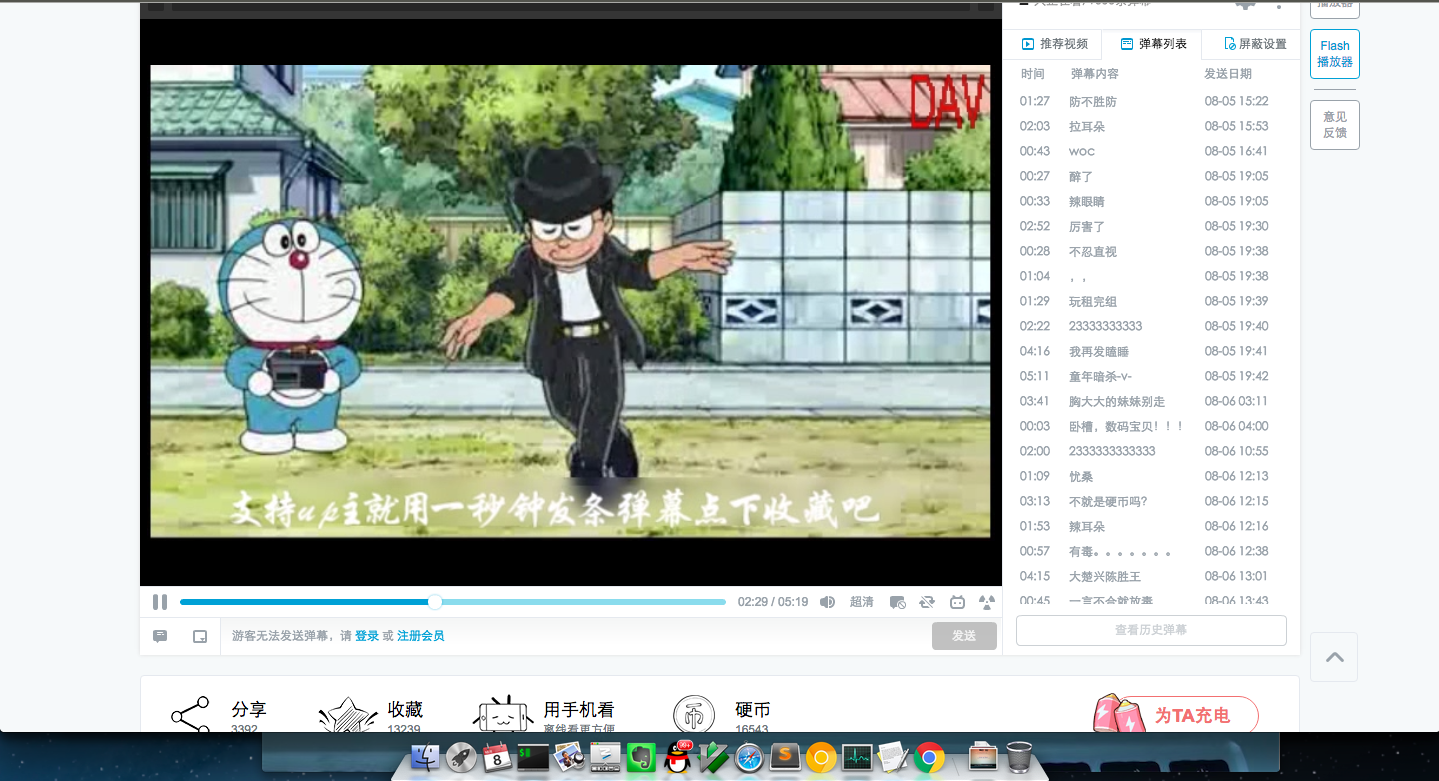 播放器
推荐视频
弹幕列表
屏蔽设置
Flash
播放器
意见
反馈
时间 弹幕内容 发送日期
01:27 防不胜防 08-05 15:22
02:03 拉耳朵 08-05 15:53
00:43 woc 08-05 16:41
00:27 醉了 08-05 19:05
00:33 辣眼睛 08-05 19:05
02:52 厉害了 08-05 19:30
00:28 不忍直视 08-05 19:38
01:04 ，， 08-05 19:38
01:29 玩租完组 08-05 19:39
02:22 23333333333 08-05 19:40
04:16 我再发瞌睡 08-05 19:41
05:11 童年暗杀-v- 08-05 19:42
03:41 胸大大的妹妹别走 08-06 03:11
00:03 卧槽，数码宝贝！！！ 08-06 04:00
02:00 2333333333333 08-06 10:55
01:09 忧桑 08-06 12:13
03:13 不就是硬币吗? 08-06 12:15
01:53 辣耳朵 08-06 12:16
00:57 有毒。。。。。。。 08-06 12:38
04:15 大楚兴陈胜王 08-06 13:01
00:45 一言不合就放毒 08-06 13:43
查看历史弹幕
DAV
支持up主就用一秒钟发条弹幕点下收藏吧
02:29 / 05:19
超清
游客无法发送弹幕，请 登录 或 注册会员
发送
分享
3392
收藏
13239
用手机看
离线看更方便
硬币
16543
为TA充电
8
99+